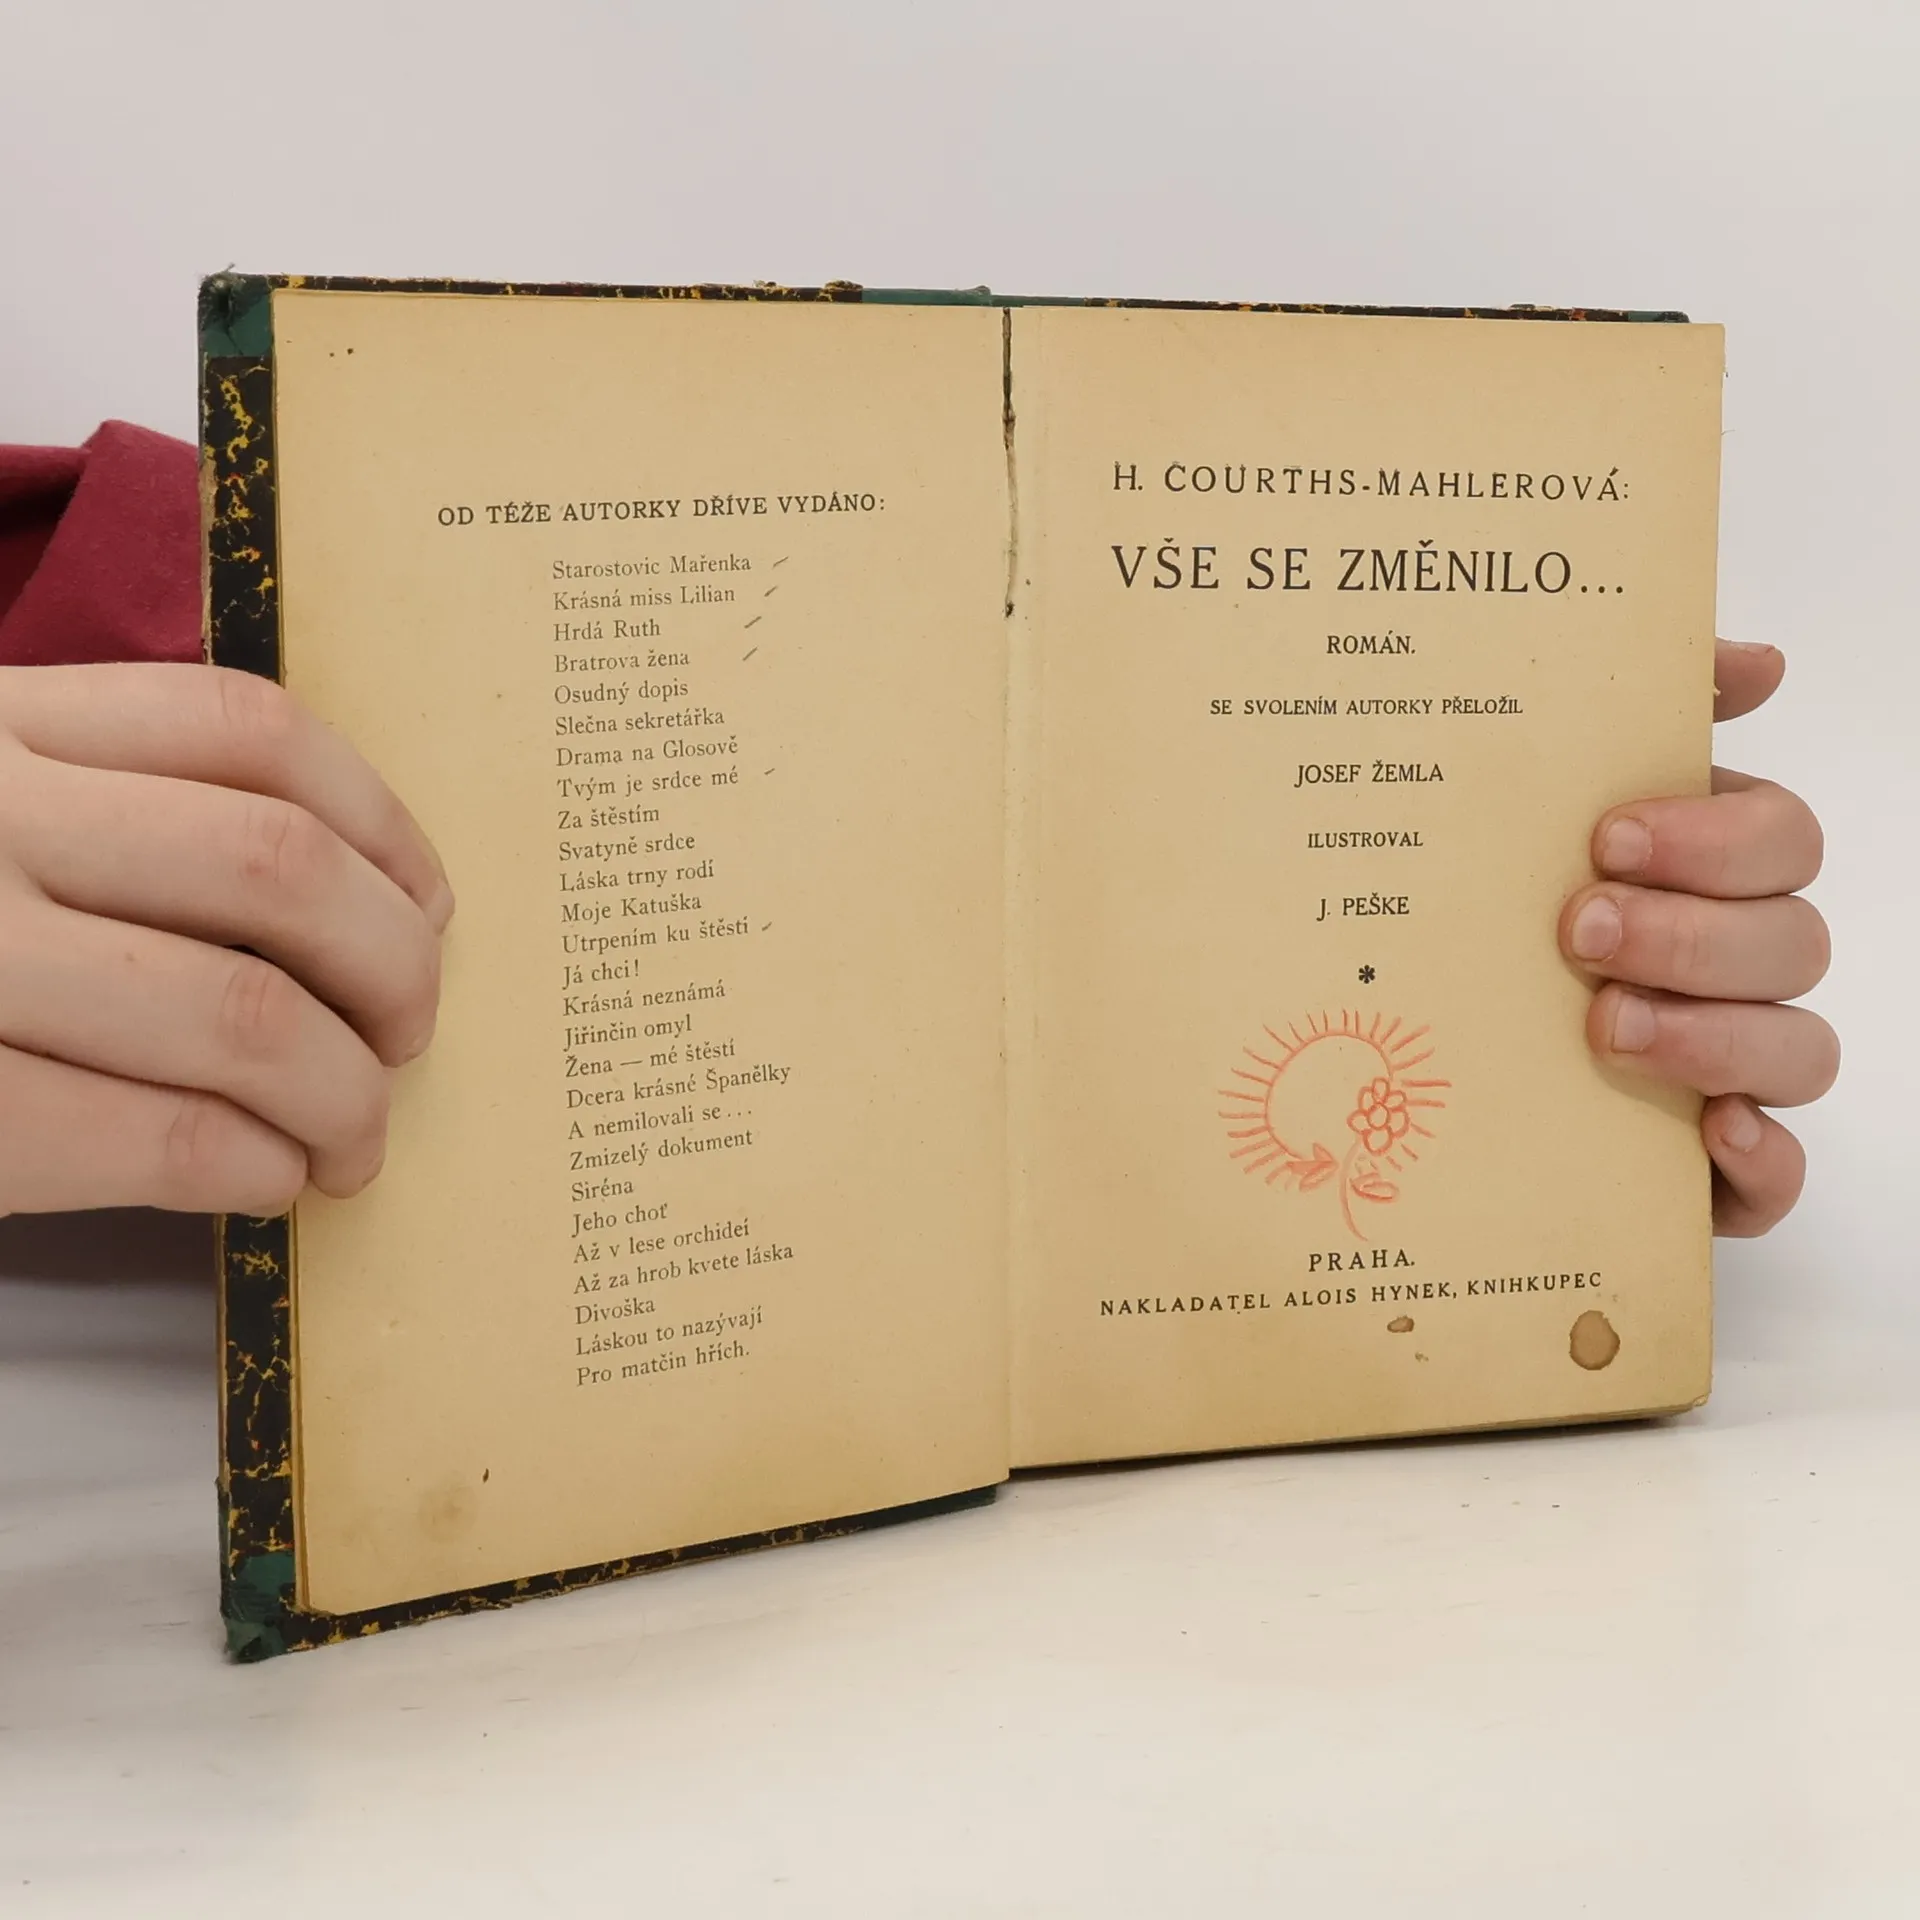 OD TÉŽE AUTORKY DŘÍVE VYDÁNO:
Starostovic Mařenka
Krásná miss Lilian
Hrdá Ruth
Bratrova žena
Osudný dopis
Slečna sekretářka
Drama na Glosově
Tvým je srdce mé
Za štěstím
Svatyně srdce
Láska trny rodí
Moje Katuška
Utrpením ku štěstí
Já chci!
Krásná neznámá
Jiřinčin omyl
Žena — mé štěstí
Dcera krásné Španělky
A nemilovali se...
Zmizelý dokument
Siréna
Jeho choť
Až v lese orchideí
Až za hrob kvete láska
Divoška
Láskou to nazývají
Pro matčin hřích.
H. COURTHS-MAHLEROVÁ:
VŠE SE ZMĚNILO...
ROMÁN.
SE SVOLENÍM AUTORKY PŘELOŽIL
JOSEF ŽEMLA
ILUSTROVAL
J. PEŠKE
*
PRAHA.
NAKLADATEL ALOIS HYNEK, KNIHKUPEC